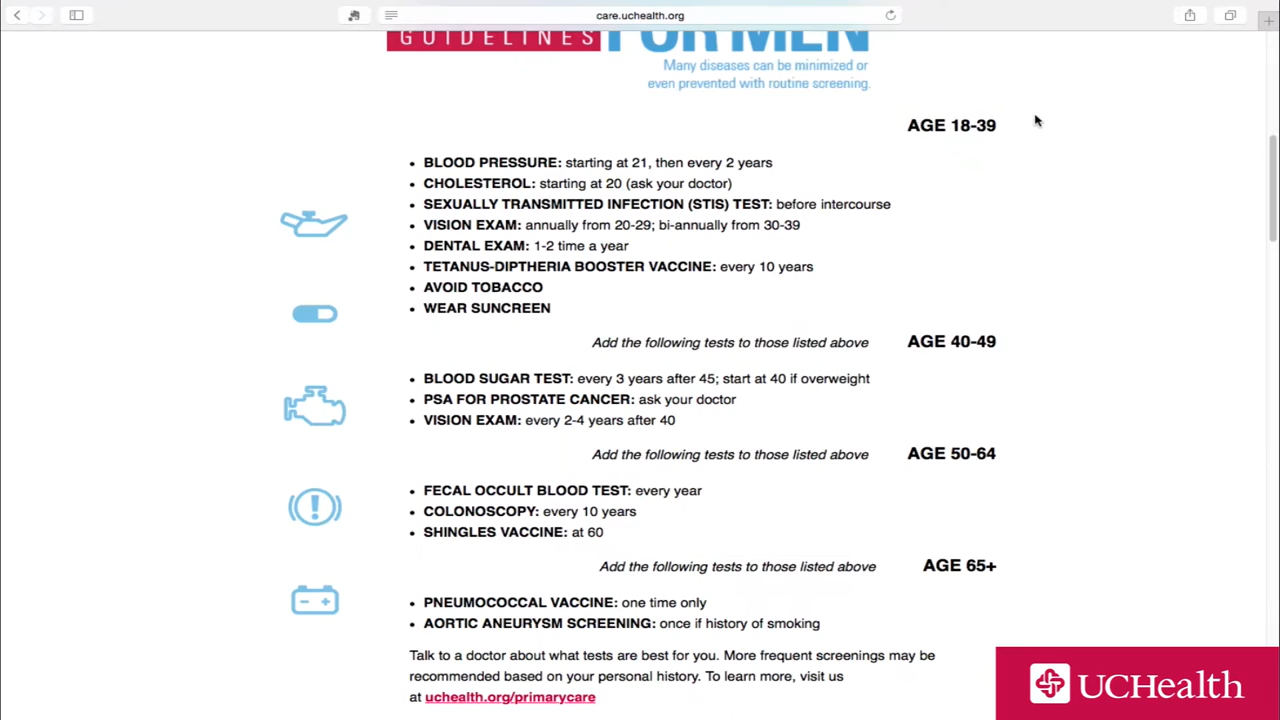 care.uchealth.org
GUIDELINES FOR MEN
Many diseases can be minimized or
even prevented with routine screening.
AGE 18-39
• BLOOD PRESSURE: starting at 21, then every 2 years
• CHOLESTEROL: starting at 20 (ask your doctor)
• SEXUALLY TRANSMITTED INFECTION (STIS) TEST: before intercourse
• VISION EXAM: annually from 20-29; bi-annually from 30-39
• DENTAL EXAM: 1-2 time a year
• TETANUS-DIPTHERIA BOOSTER VACCINE: every 10 years
• AVOID TOBACCO
• WEAR SUNCREEN
Add the following tests to those listed above AGE 40-49
• BLOOD SUGAR TEST: every 3 years after 45; start at 40 if overweight
• PSA FOR PROSTATE CANCER: ask your doctor
• VISION EXAM: every 2-4 years after 40
Add the following tests to those listed above AGE 50-64
• FECAL OCCULT BLOOD TEST: every year
• COLONOSCOPY: every 10 years
• SHINGLES VACCINE: at 60
Add the following tests to those listed above AGE 65+
• PNEUMOCOCCAL VACCINE: one time only
• AORTIC ANEURYSM SCREENING: once if history of smoking
Talk to a doctor about what tests are best for you. More frequent screenings may be
recommended based on your personal history. To learn more, visit us
at uchealth.org/primarycare
UCHealth